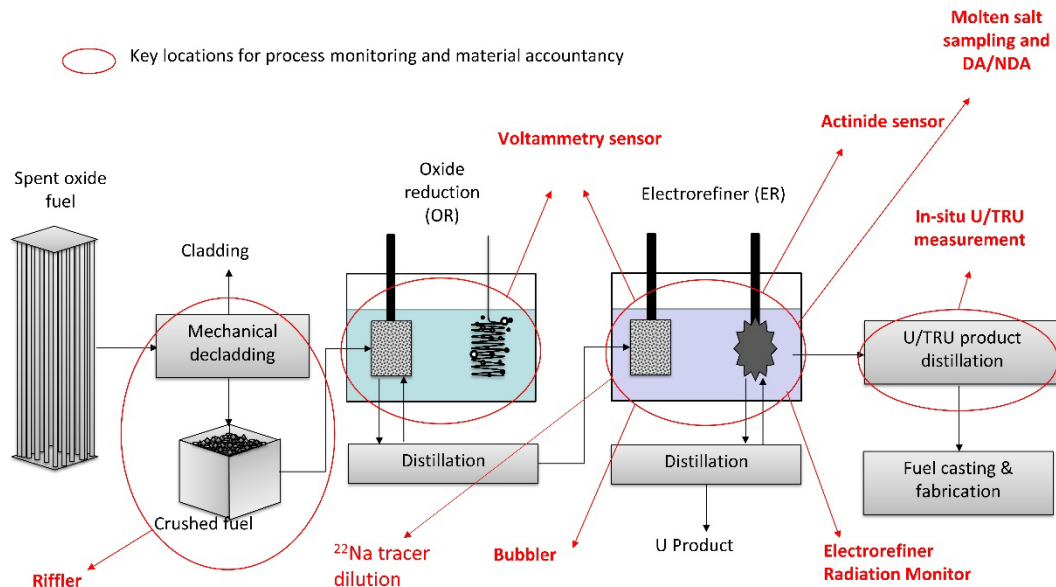 Key locations for process monitoring and material accountancy
Molten salt
sampling and
DA/NDA
Voltammetry sensor
Actinide sensor
Spent oxide
fuel
Oxide
reduction
(OR)
Electrorefiner (ER)
In-situ U/TRU
measurement
Cladding
Mechanical
decladding
U/TRU product
distillation
Distillation
Distillation
Fuel casting &
fabrication
Crushed fuel
Riffler
²²Na tracer
dilution
Bubbler
U Product
Electrorefiner
Radiation Monitor